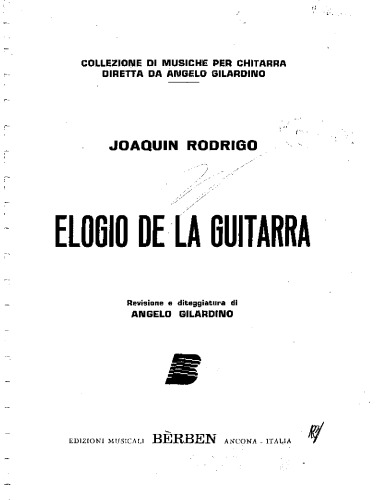 COLLEZIONE DI MUSICHE PER CHITARRA
DIRETTA DA ANGELO GILARDINO
JOAQUIN RODRIGO
ELOGIO DE LA GUITARRA
Revisione e diteggiatura di
ANGELO GILARDINO
B
EDIZIONI MUSICALI BÈRBEN ANCONA - ITALIA